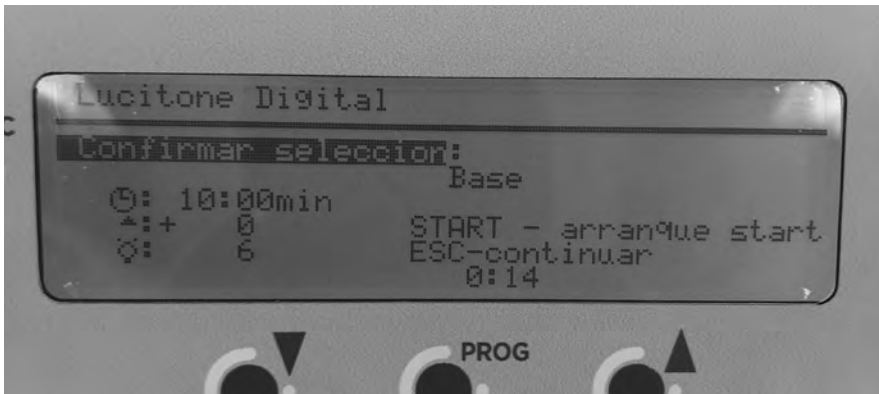 Lucitone Digital
Confirmar seleccion:
Base
10:00min
+ 0
START - arranque start
6
ESC-continuar
0:14
PROG